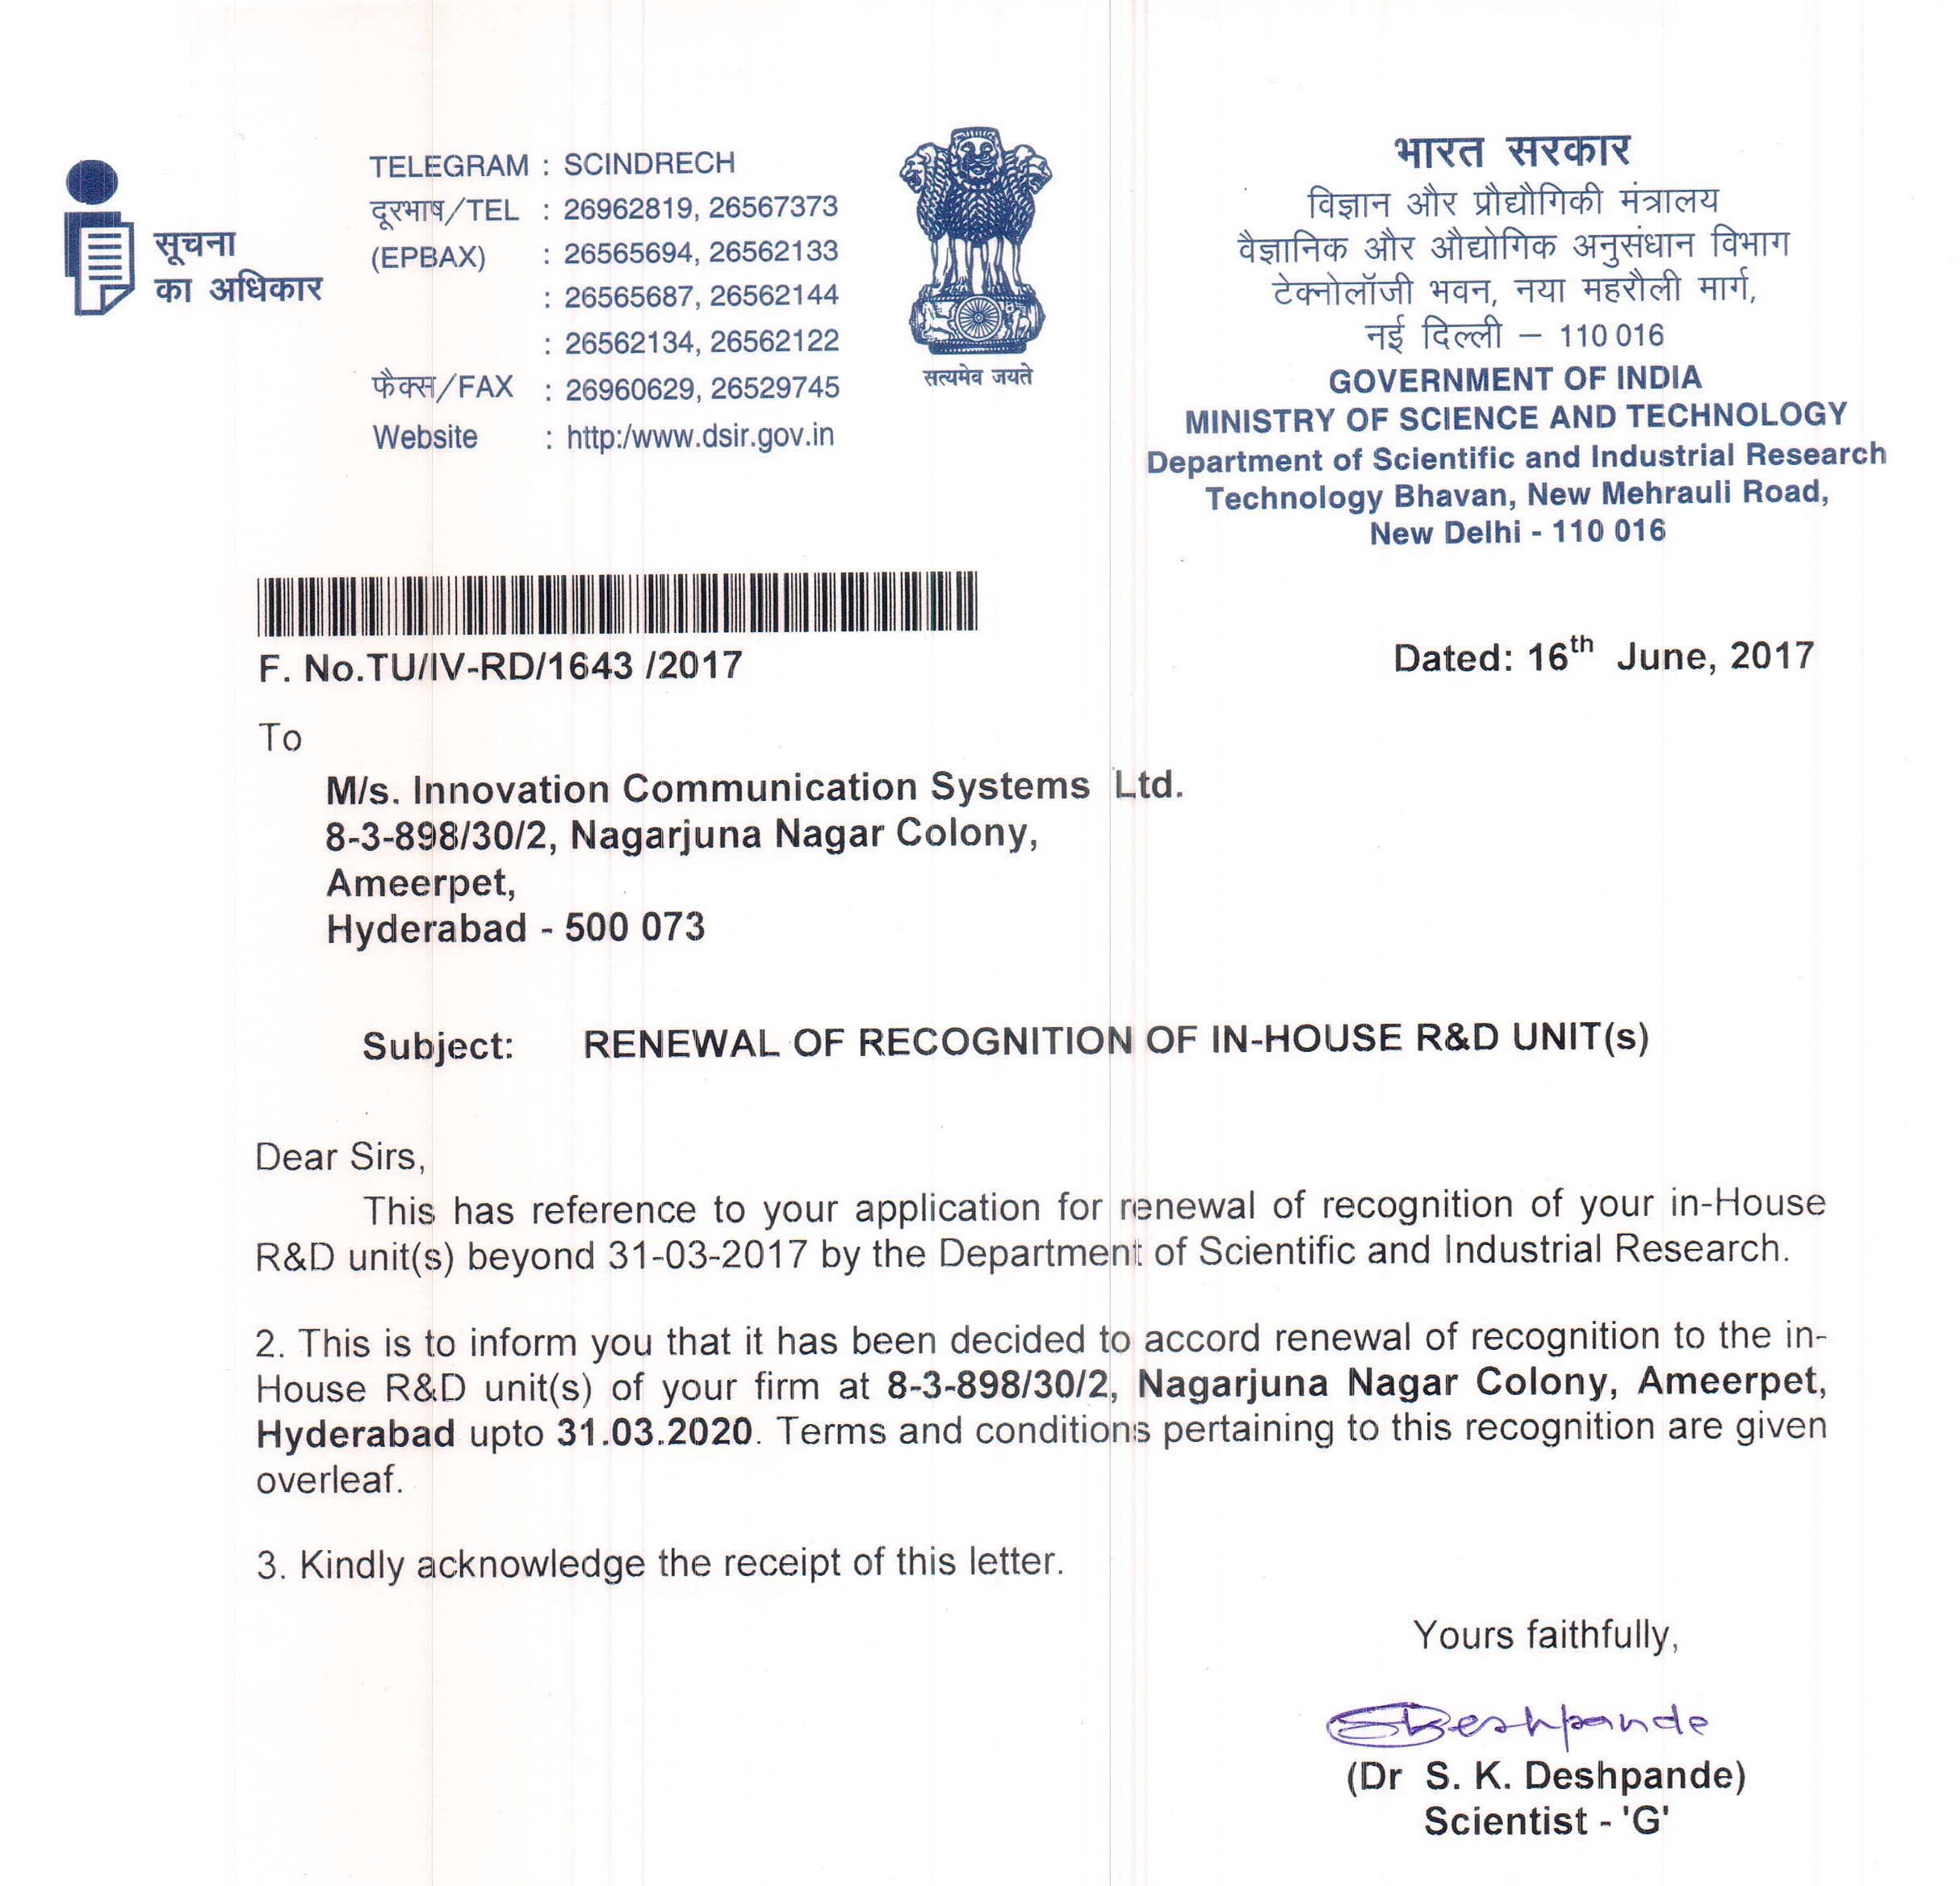 सूचना
का अधिकार
TELEGRAM : SCINDRECH
दूरभाष/TEL : 26962819, 26567373
(EPBAX) : 26565694, 26562133
: 26565687, 26562144
: 26562134, 26562122
फैक्स/FAX : 26960629, 26529745
Website : http:/www.dsir.gov.in
सत्यमेव जयते
भारत सरकार
विज्ञान और प्रौद्यौगिकी मंत्रालय
वैज्ञानिक और औद्योगिक अनुसंधान विभाग
टेक्नोलॉजी भवन, नया महरौली मार्ग,
नई दिल्ली – 110 016
GOVERNMENT OF INDIA
MINISTRY OF SCIENCE AND TECHNOLOGY
Department of Scientific and Industrial Research
Technology Bhavan, New Mehrauli Road,
New Delhi - 110 016
F. No.TU/IV-RD/1643 /2017
Dated: 16th June, 2017
To
M/s. Innovation Communication Systems Ltd.
8-3-898/30/2, Nagarjuna Nagar Colony,
Ameerpet,
Hyderabad - 500 073
Subject: RENEWAL OF RECOGNITION OF IN-HOUSE R&D UNIT(s)
Dear Sirs,
This has reference to your application for renewal of recognition of your in-House
R&D unit(s) beyond 31-03-2017 by the Department of Scientific and Industrial Research.
2. This is to inform you that it has been decided to accord renewal of recognition to the in-
House R&D unit(s) of your firm at 8-3-898/30/2, Nagarjuna Nagar Colony, Ameerpet,
Hyderabad upto 31.03.2020. Terms and conditions pertaining to this recognition are given
overleaf.
3. Kindly acknowledge the receipt of this letter.
Yours faithfully,
SKDeshpande
(Dr S. K. Deshpande)
Scientist - 'G'